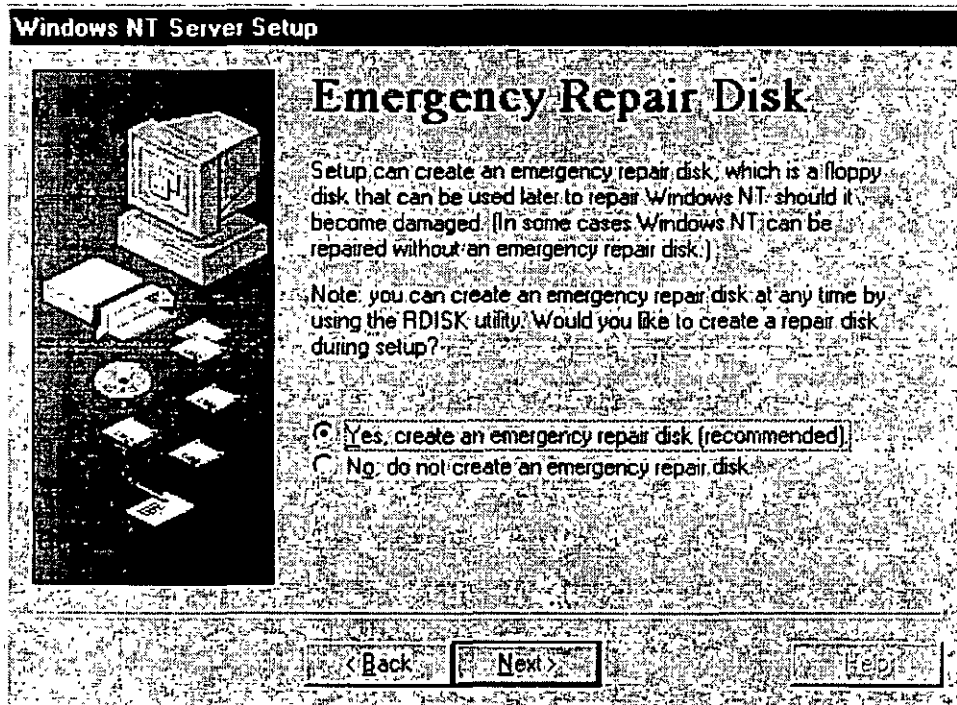 Windows NT Server Setup
Emergency Repair Disk
Setup can create an emergency repair disk, which is a floppy
disk that can be used later to repair Windows NT should it
become damaged. (In some cases Windows NT can be
repaired without an emergency repair disk.)
Note: you can create an emergency repair disk at any time by
using the RDISK utility. Would you like to create a repair disk
during setup?
Yes, create an emergency repair disk (recommended).
No, do not create an emergency repair disk.
< Back
Next >
Help